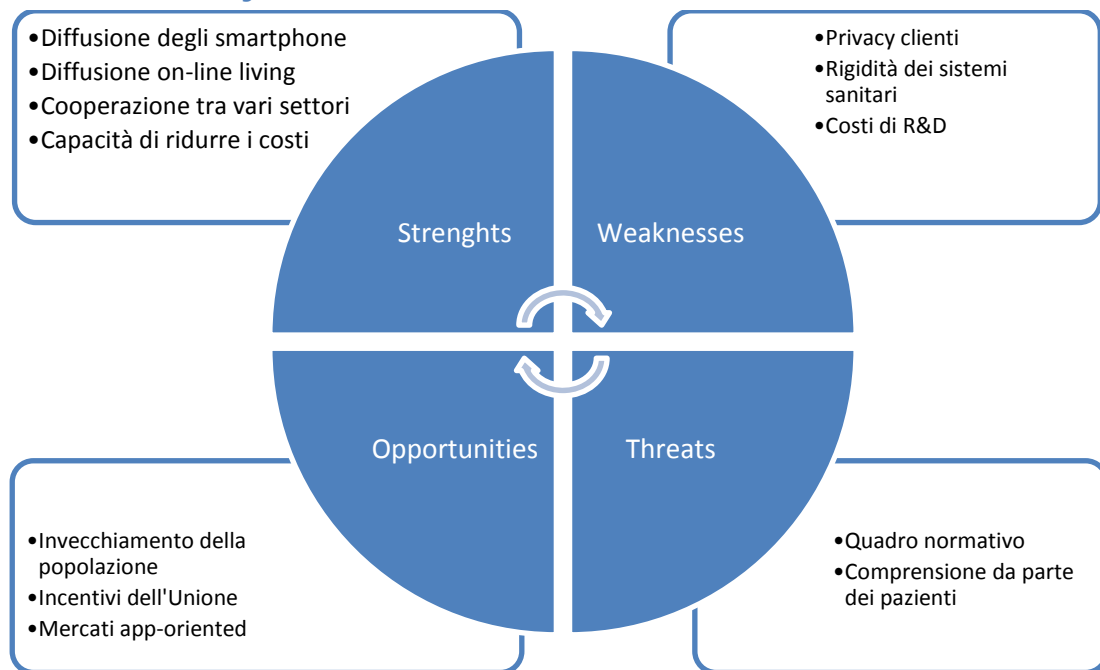 •Diffusione degli smartphone
•Diffusione on-line living
•Cooperazione tra vari settori
•Capacità di ridurre i costi
•Privacy clienti
•Rigidità dei sistemi
sanitari
•Costi di R&D
Strenghts
Weaknesses
Opportunities
Threats
•Invecchiamento della
popolazione
•Incentivi dell'Unione
•Mercati app-oriented
•Quadro normativo
•Comprensione da parte
dei pazienti